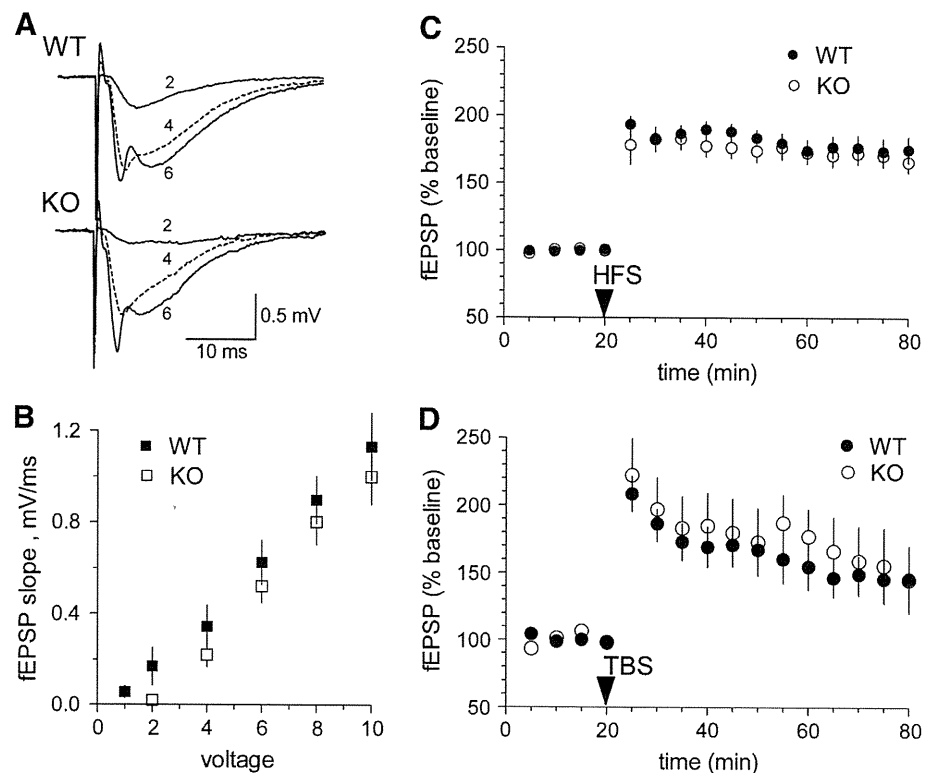 A
WT
2
4
6
KO
2
4
6
0.5 mV
10 ms
B
1.2
0.8
0.4
0.0
fEPSP slope , mV/ms
WT
KO
0 2 4 6 8 10
voltage
C
250
200
150
100
50
fEPSP (% baseline)
WT
KO
HFS
0 20 40 60 80
time (min)
D
250
200
150
100
50
fEPSP (% baseline)
WT
KO
TBS
0 20 40 60 80
time (min)